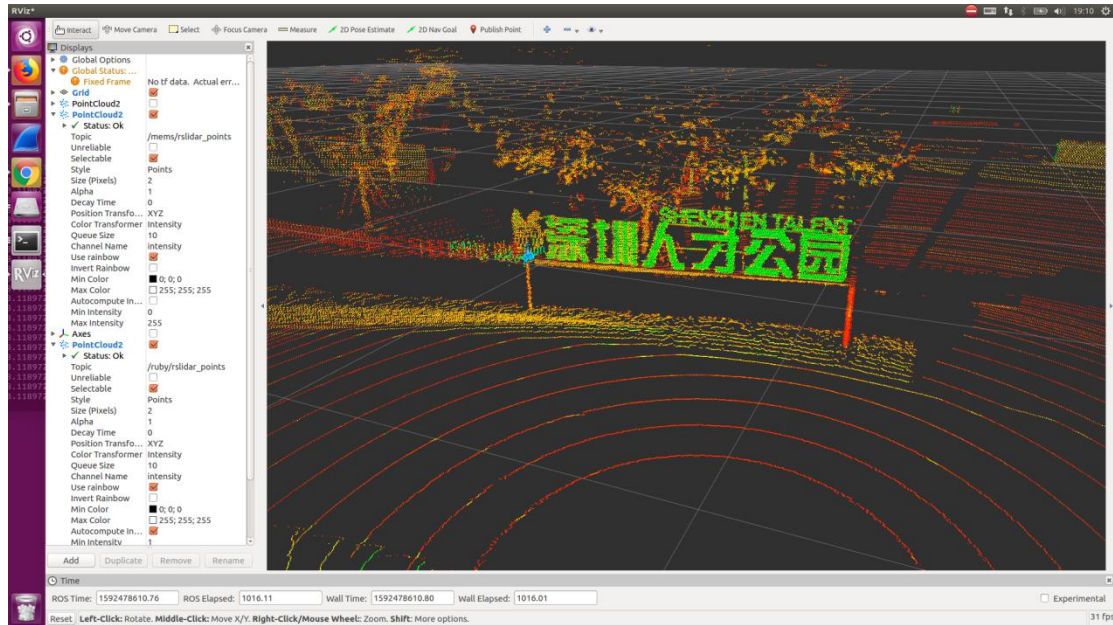 RViz*
19:10
Interact Move Camera Select Focus Camera Measure 2D Pose Estimate 2D Nav Goal Publish Point
Displays
Global Options
Global Status: ...
Fixed Frame No tf data. Actual err...
Grid
PointCloud2
PointCloud2
Status: Ok
Topic /mems/rslidar_points
Unreliable
Selectable
Style Points
Size (Pixels) 2
Alpha 1
Decay Time 0
Position Transfo... XYZ
Color Transformer Intensity
Queue Size 10
Channel Name intensity
Use rainbow
Invert Rainbow
Min Color 0; 0; 0
Max Color 255; 255; 255
Autocompute In...
Min Intensity 0
Max Intensity 255
Axes
PointCloud2
Status: Ok
Topic /ruby/rslidar_points
Unreliable
Selectable
Style Points
Size (Pixels) 2
Alpha 1
Decay Time 0
Position Transfo... XYZ
Color Transformer Intensity
Queue Size 10
Channel Name intensity
Use rainbow
Invert Rainbow
Min Color 0; 0; 0
Max Color 255; 255; 255
Autocompute In...
Min Intensity 1
Add Duplicate Remove Rename
SHENZHEN TALENT
深圳人才公园
RViz
Time
ROS Time: 1592478610.76 ROS Elapsed: 1016.11 Wall Time: 1592478610.80 Wall Elapsed: 1016.01 Experimental
Reset Left-Click: Rotate. Middle-Click: Move X/Y. Right-Click/Mouse Wheel:: Zoom. Shift: More options. 31 fps